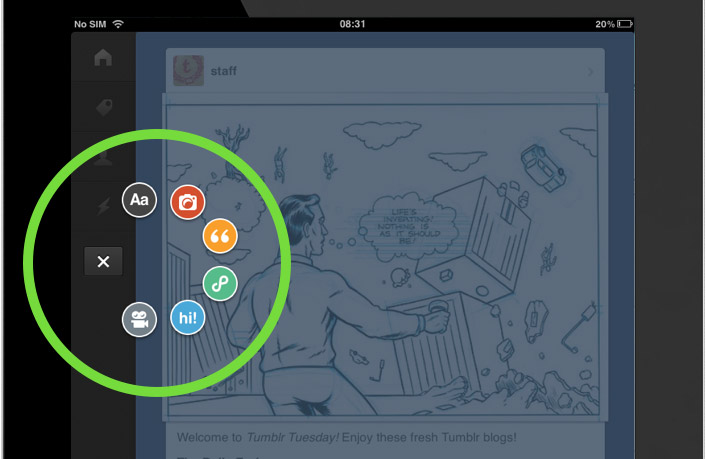 No SIM 08:31 20%
staff
LIFE'S
INVERTING!
NOTHING IS
AS IT SHOULD
BE!
Aa
hi!
Welcome to Tumblr Tuesday! Enjoy these fresh Tumblr blogs!